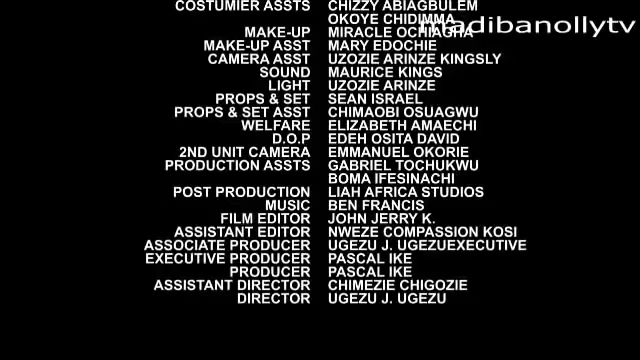 COSTUMIER ASSTS CHIZZY ABIAGBULEM
OKOYE CHIDIMMA
madibanollytv
MAKE-UP MIRACLE OCHIAGHA
MAKE-UP ASST MARY EDOCHIE
CAMERA ASST UZOZIE ARINZE KINGSLY
SOUND MAURICE KINGS
LIGHT UZOZIE ARINZE
PROPS & SET SEAN ISRAEL
PROPS & SET ASST CHIMAOBI OSUAGWU
WELFARE ELIZABETH AMAECHI
D.O.P EDEH OSITA DAVID
2ND UNIT CAMERA EMMANUEL OKORIE
PRODUCTION ASSTS GABRIEL TOCHUKWU
BOMA IFESINACHI
POST PRODUCTION LIAH AFRICA STUDIOS
MUSIC BEN FRANCIS
FILM EDITOR JOHN JERRY K.
ASSISTANT EDITOR NWEZE COMPASSION KOSI
ASSOCIATE PRODUCER UGEZU J. UGEZUEXECUTIVE
EXECUTIVE PRODUCER PASCAL IKE
PRODUCER PASCAL IKE
ASSISTANT DIRECTOR CHIMEZIE CHIGOZIE
DIRECTOR UGEZU J. UGEZU